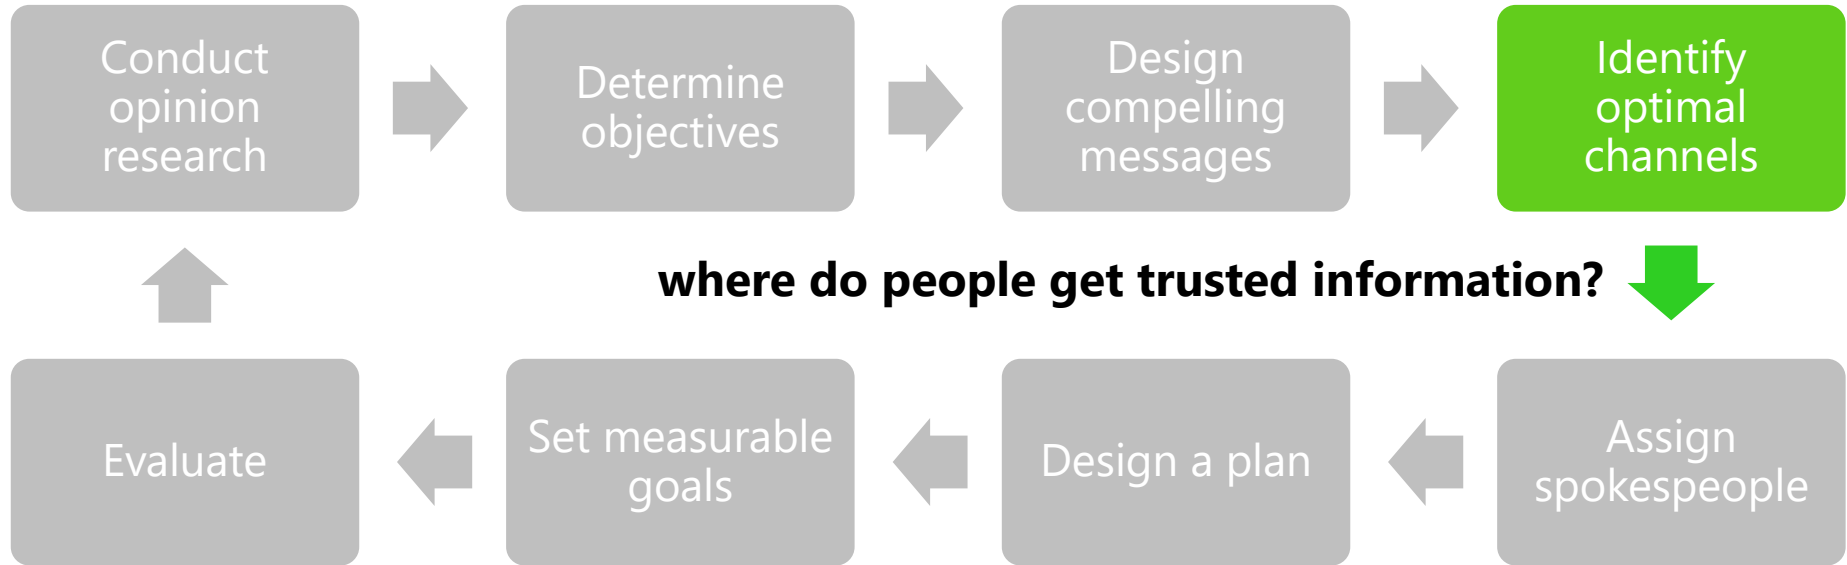 Conduct
opinion
research
Determine
objectives
Design
compelling
messages
Identify
optimal
channels
where do people get trusted information?
Evaluate
Set measurable
goals
Design a plan
Assign
spokespeople